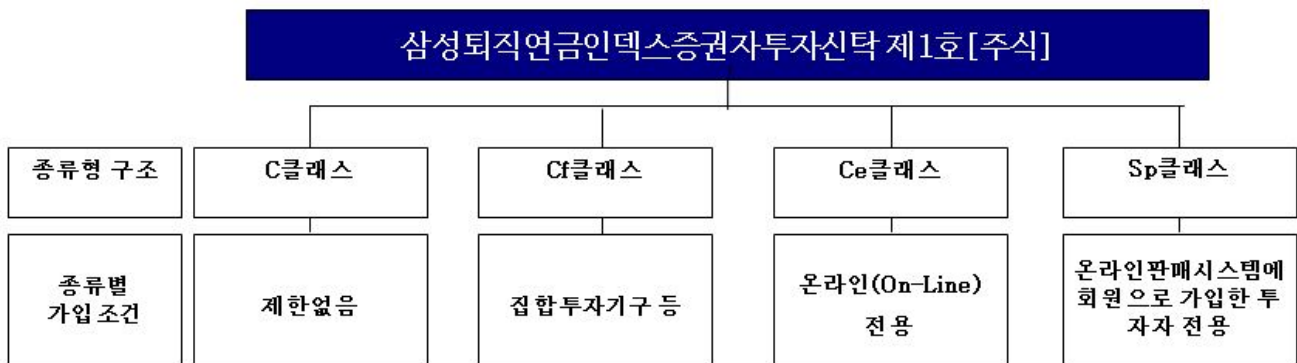 삼성퇴직연금인덱스증권자투자신탁 제1호[주식]
종류형 구조
C클래스
Cf클래스
Ce클래스
Sp클래스
종류별
가입 조건
제한없음
집합투자기구 등
온라인(On-Line)
전용
온라인판매시스템에
회원으로 가입한 투
자자 전용